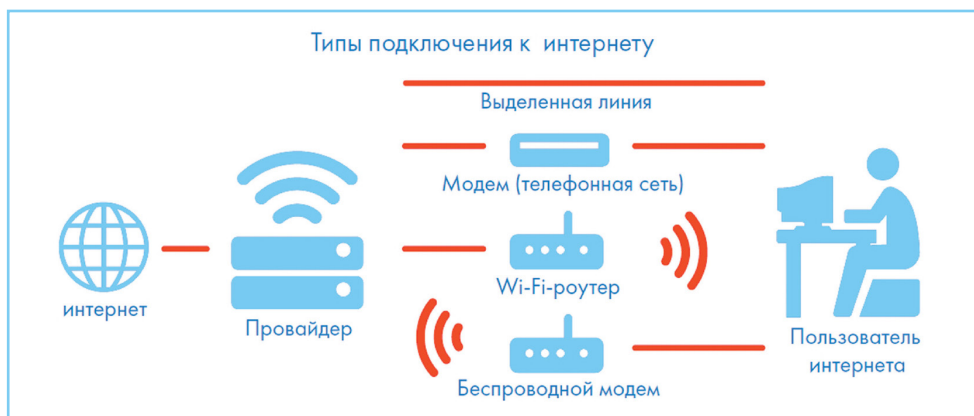 Типы подключения к интернету
Выделенная линия
Модем (телефонная сеть)
Wi-Fi-роутер
интернет
Провайдер
Беспроводной модем
Пользователь
интернета